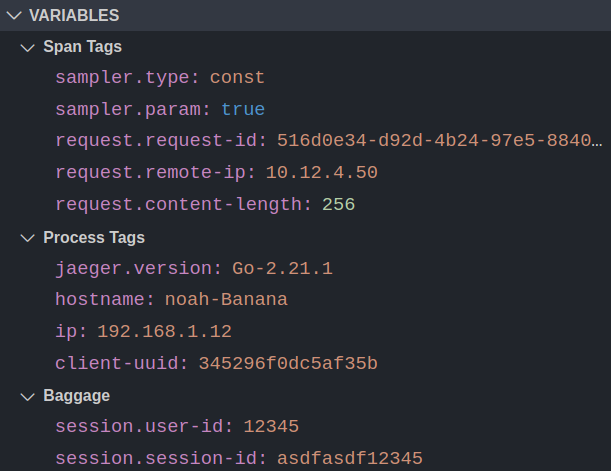 VARIABLES
Span Tags
sampler.type: const
sampler.param: true
request.request-id: 516d0e34-d92d-4b24-97e5-8840…
request.remote-ip: 10.12.4.50
request.content-length: 256
Process Tags
jaeger.version: Go-2.21.1
hostname: noah-Banana
ip: 192.168.1.12
client-uuid: 345296f0dc5af35b
Baggage
session.user-id: 12345
session.session-id: asdfasdf12345